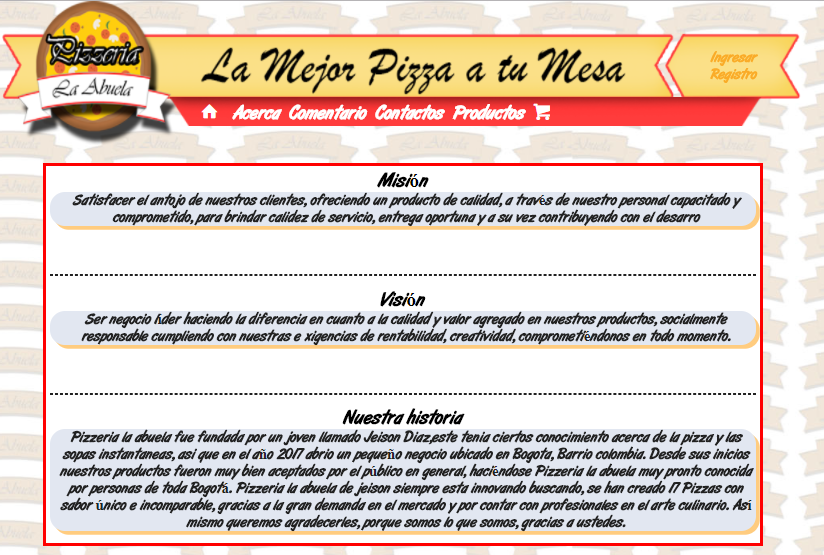 Pizzeria
La Abuela
La Mejor Pizza a tu Mesa
Ingresar
Registro
Acerca Comentario Contactos Productos
Misión
Satisfacer el antojo de nuestros clientes, ofreciendo un producto de calidad, a través de nuestro personal capacitado y
comprometido, para brindar calidez de servicio, entrega oportuna y a su vez contribuyendo con el desarro
Visión
Ser negocio íider haciendo la diferencia en cuanto a la calidad y valor agregado en nuestros productos, socialmente
responsable cumpliendo con nuestras e xigencias de rentabilidad, creatividad, comprometiéndonos en todo momento.
Nuestra historia
Pizzeria la abuela fue fundada por un joven llamado Jeison Diaz,este tenia ciertos conocimiento acerca de la pizza y las
sopas instantaneas, asi que en el año 2017 abrio un pequeño negocio ubicado en Bogota, Barrio colombia. Desde sus inicios
nuestros productos fueron muy bien aceptados por el público en general, haciéndose Pizzeria la abuela muy pronto conocida
por personas de toda Bogotá. Pizzeria la abuela de jeison siempre esta innovando buscando, se han creado 17 Pizzas con
sabor único e incomparable, gracias a la gran demanda en el mercado y por contar con profesionales en el arte culinario. Así
mismo queremos agradecerles, porque somos lo que somos, gracias a ustedes.